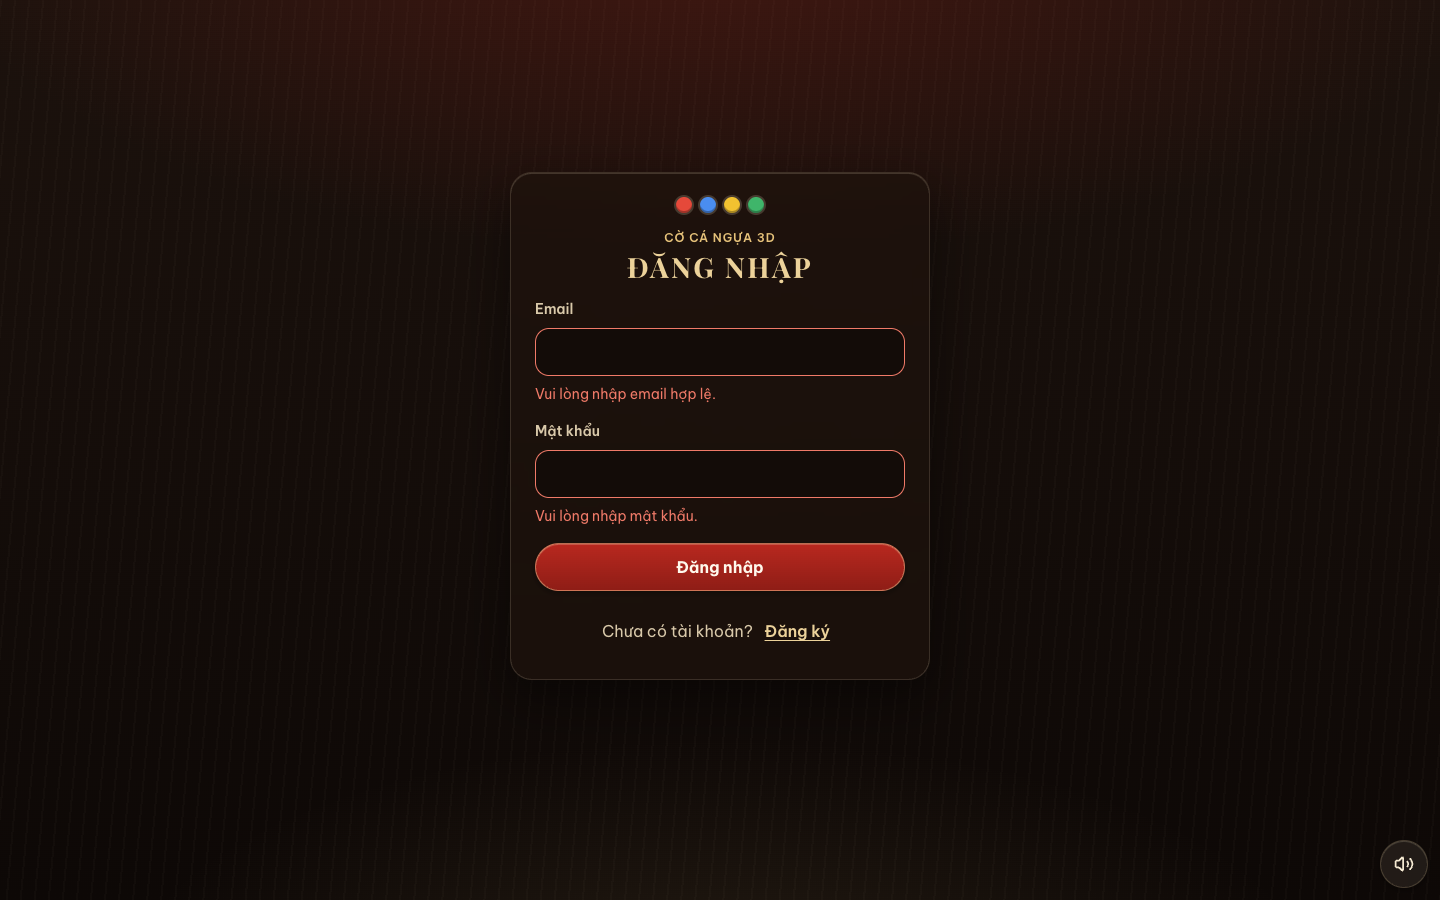 CỜ CÁ NGỰA 3D
ĐĂNG NHẬP
Email
Vui lòng nhập email hợp lệ.
Mật khẩu
Vui lòng nhập mật khẩu.
Đăng nhập
Chưa có tài khoản? Đăng ký